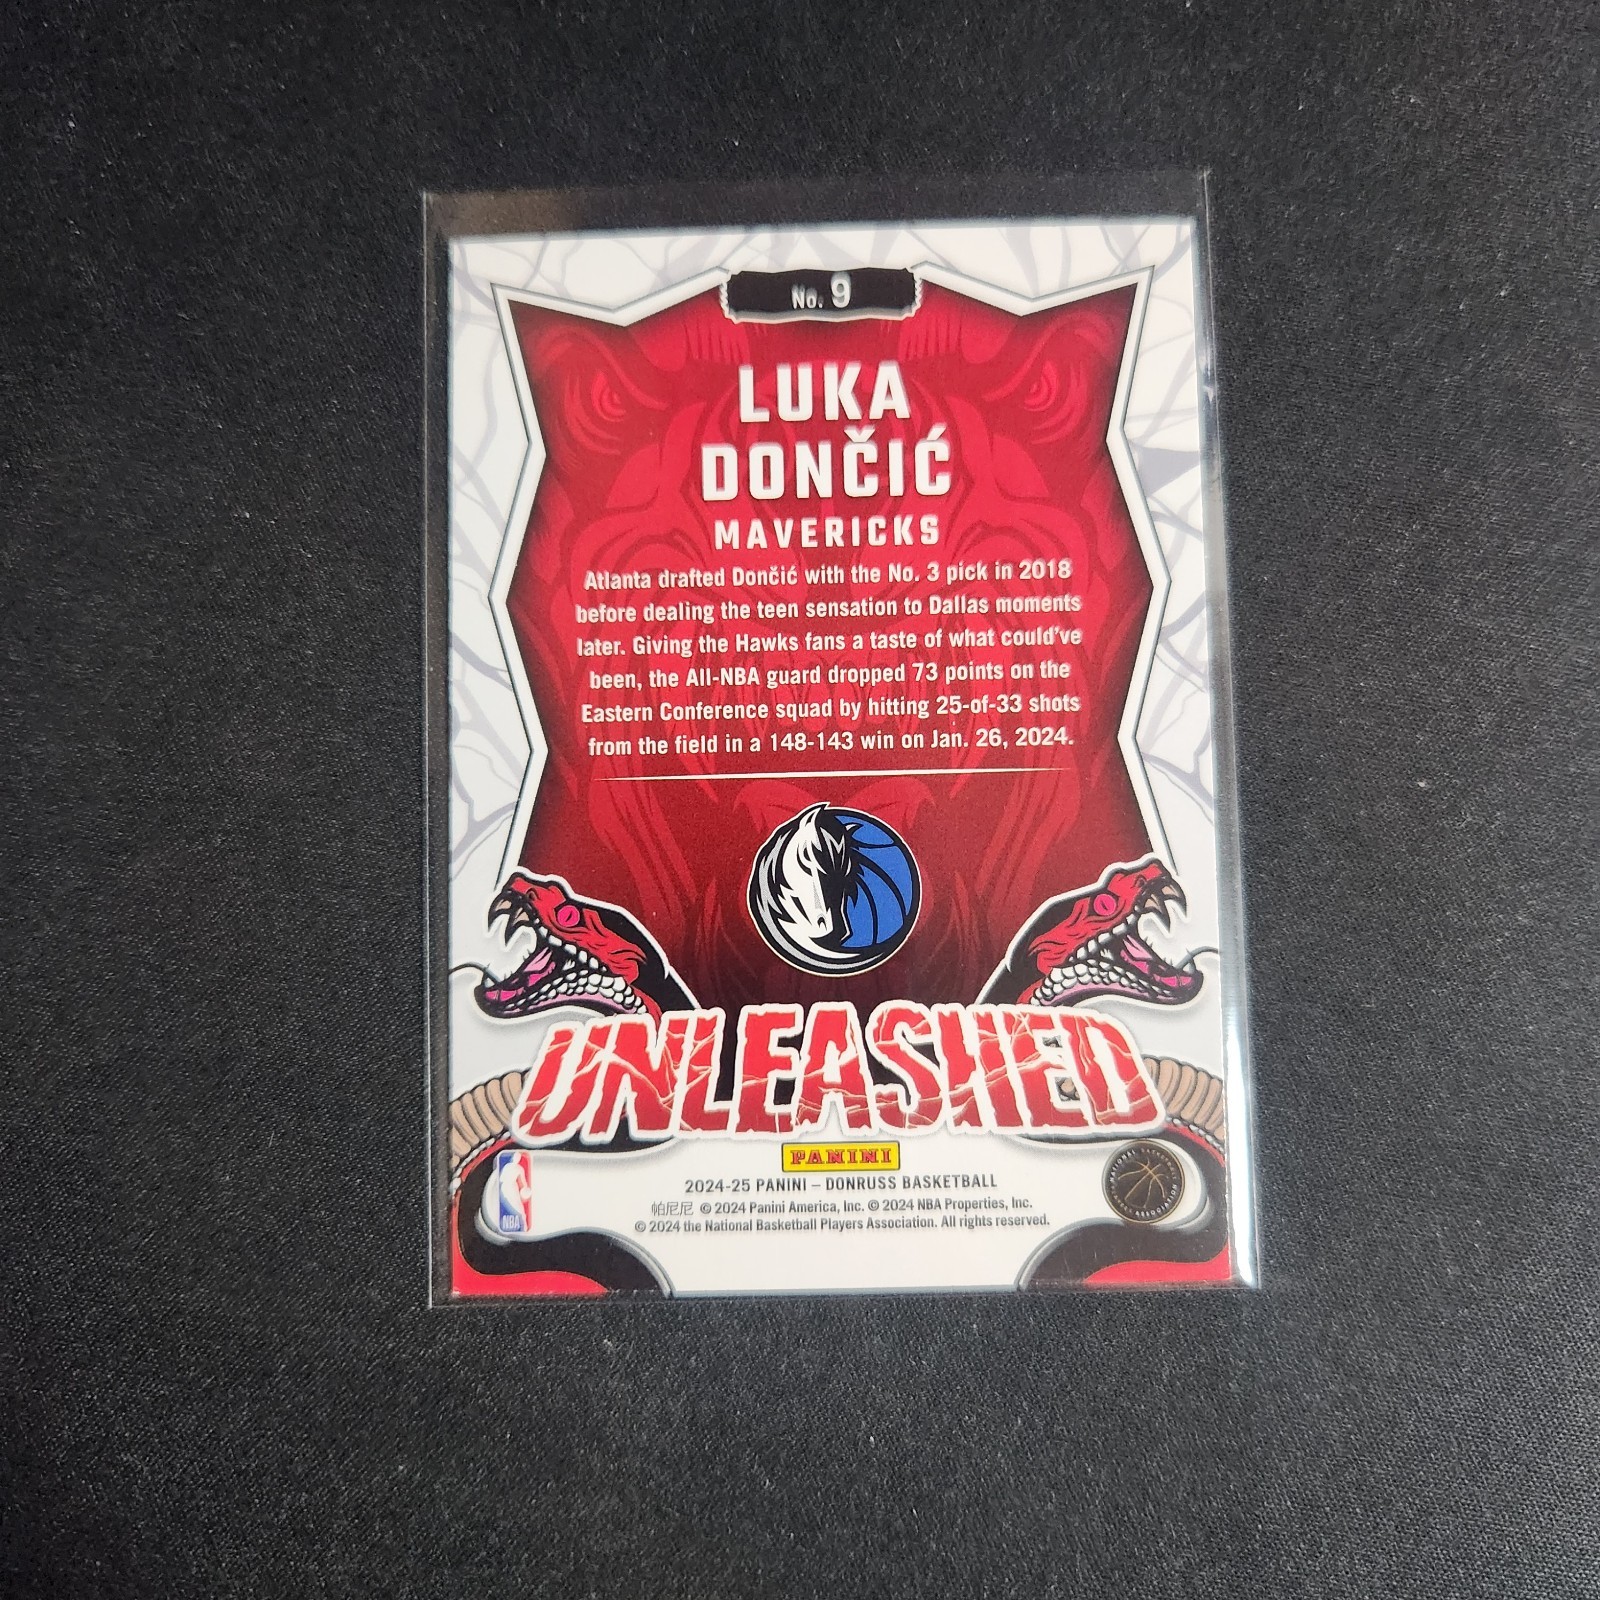 No. 9
LUKA
DONČIĆ
MAVERICKS
Atlanta drafted Dončić with the No. 3 pick in 2018
before dealing the teen sensation to Dallas moments
later. Giving the Hawks fans a taste of what could've
been, the All-NBA guard dropped 73 points on the
Eastern Conference squad by hitting 25-of-33 shots
from the field in a 148-143 win on Jan. 26, 2024.
UNLEASHED
PANINI
2024-25 PANINI – DONRUSS BASKETBALL
帕尼尼 © 2024 Panini America, Inc. © 2024 NBA Properties, Inc.
© 2024 the National Basketball Players Association. All rights reserved.
NBA
NATIONAL BASKETBALL
PLAYERS ASSOCIATION